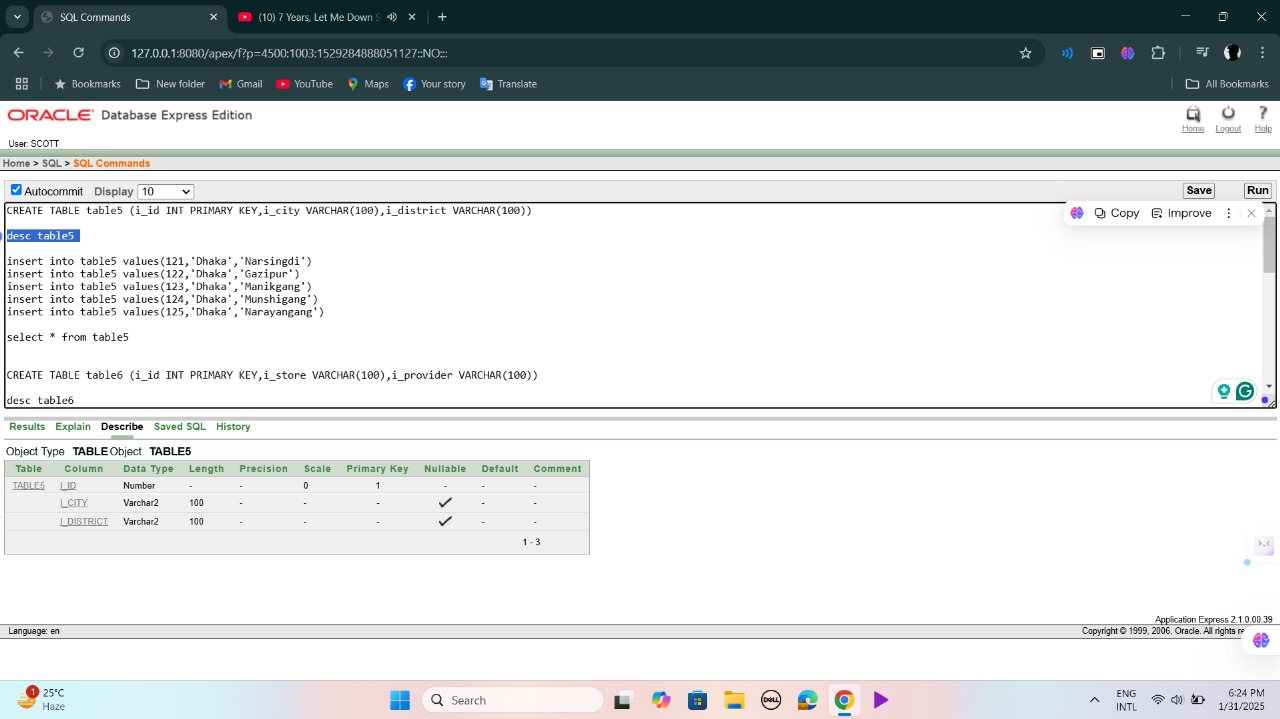 SQL Commands
(10) 7 Years, Let Me Down S
127.0.0.1:8080/apex/f?p=4500:1003:1529284888051127::NO:::
Bookmarks New folder Gmail YouTube Maps Your story Translate All Bookmarks
ORACLE Database Express Edition
Home Logout Help
User: SCOTT
Home > SQL > SQL Commands
Autocommit Display 10 Save Run
CREATE TABLE table5 (i_id INT PRIMARY KEY,i_city VARCHAR(100),i_district VARCHAR(100))
Copy Improve
desc table5
insert into table5 values(121,'Dhaka','Narsingdi')
insert into table5 values(122,'Dhaka','Gazipur')
insert into table5 values(123,'Dhaka','Manikgang')
insert into table5 values(124,'Dhaka','Munshigang')
insert into table5 values(125,'Dhaka','Narayangang')
select * from table5
CREATE TABLE table6 (i_id INT PRIMARY KEY,i_store VARCHAR(100),i_provider VARCHAR(100))
desc table6
Results Explain Describe Saved SQL History
Object Type TABLE Object TABLE5
Table Column Data Type Length Precision Scale Primary Key Nullable Default Comment
TABLE5 I_ID Number - - 0 1 - - -
I_CITY Varchar2 100 - - - ✓ - -
I_DISTRICT Varchar2 100 - - - ✓ - -
1 - 3
Application Express 2.1.0.00.39
Language: en Copyright © 1999, 2006, Oracle. All rights re
1 25°C
Haze
Search
DELL
ENG
INTL
6:24 PM
1/31/2025